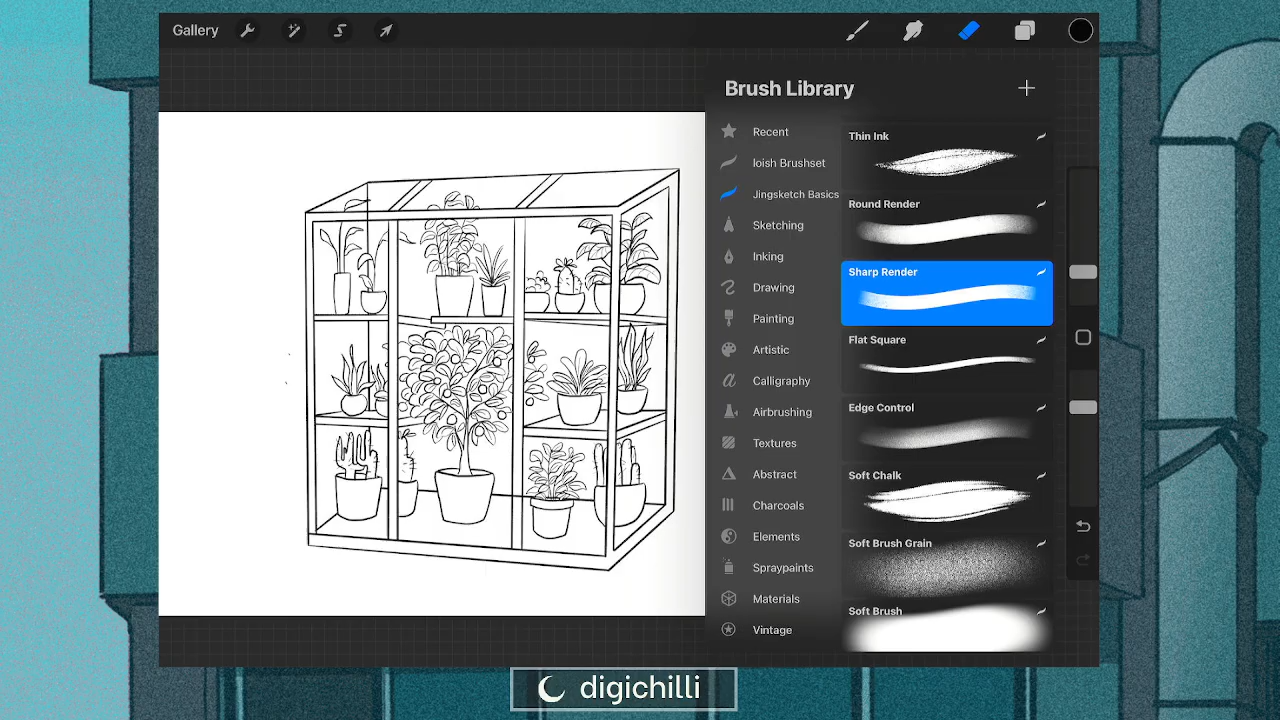 Gallery
Brush Library
Recent
loish Brushset
Jingsketch Basics
Sketching
Inking
Drawing
Painting
Artistic
Calligraphy
Airbrushing
Textures
Abstract
Charcoals
Elements
Spraypaints
Materials
Vintage
Thin Ink
Round Render
Sharp Render
Flat Square
Edge Control
Soft Chalk
Soft Brush Grain
Soft Brush
digichilli